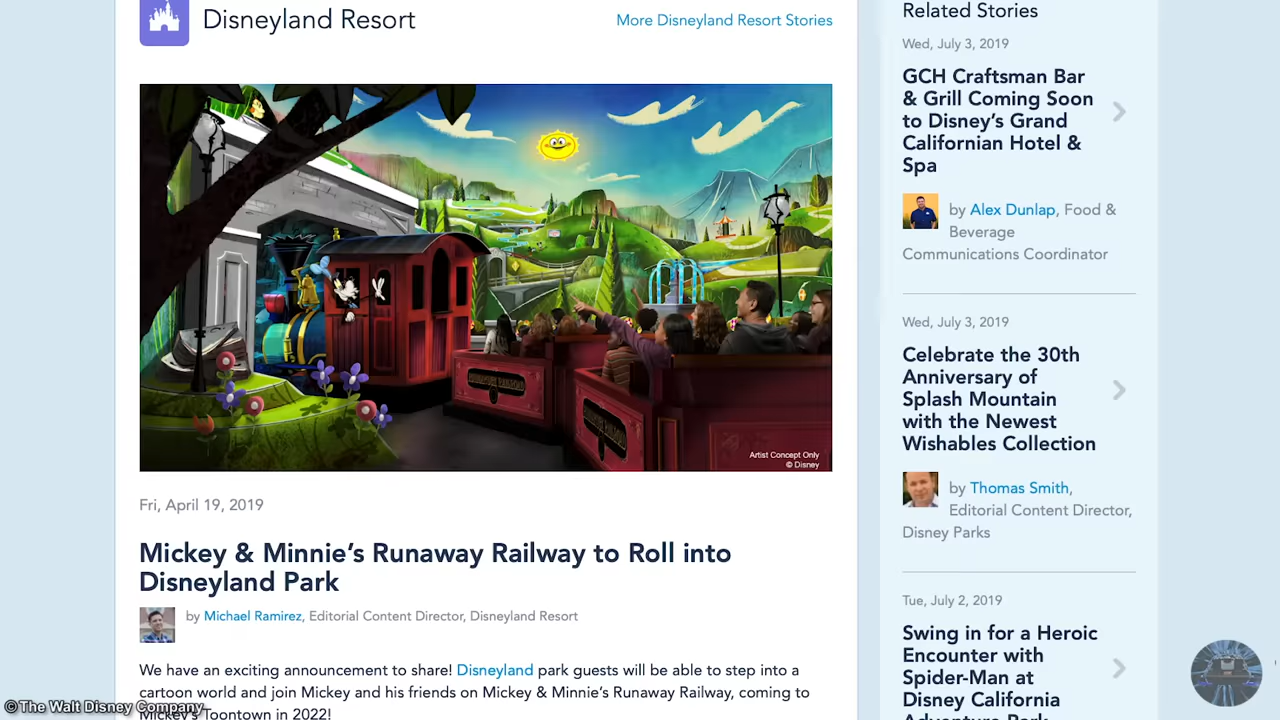 Disneyland Resort
More Disneyland Resort Stories
Artist Concept Only
© Disney
Fri, April 19, 2019
Mickey & Minnie’s Runaway Railway to Roll into
Disneyland Park
by Michael Ramirez, Editorial Content Director, Disneyland Resort
We have an exciting announcement to share! Disneyland park guests will be able to step into a
cartoon world and join Mickey and his friends on Mickey & Minnie’s Runaway Railway, coming to
Mickey’s Toontown in 2022!
©The Walt Disney Company
Related Stories
Wed, July 3, 2019
GCH Craftsman Bar
& Grill Coming Soon
to Disney’s Grand
Californian Hotel &
Spa
by Alex Dunlap, Food &
Beverage
Communications Coordinator
Wed, July 3, 2019
Celebrate the 30th
Anniversary of
Splash Mountain
with the Newest
Wishables Collection
by Thomas Smith,
Editorial Content Director,
Disney Parks
Tue, July 2, 2019
Swing in for a Heroic
Encounter with
Spider-Man at
Disney California
Adventure Park